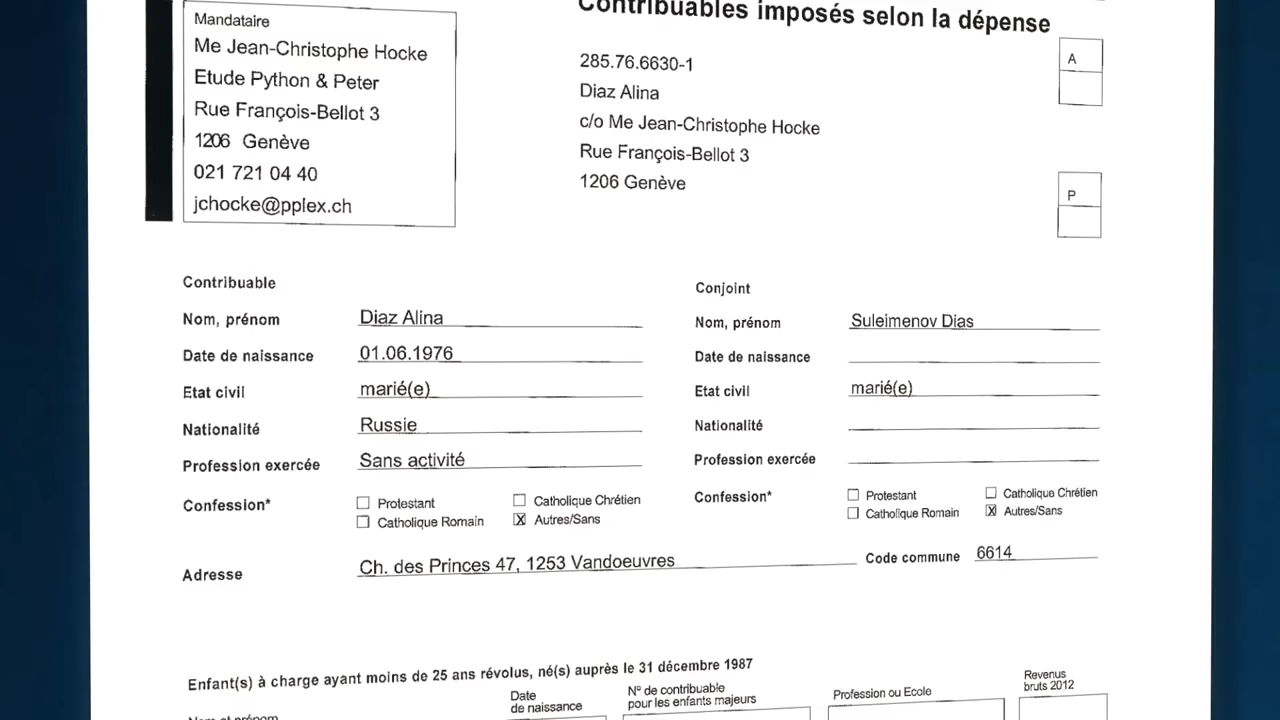 Contribuables imposés selon la dépense
Mandataire
Me Jean-Christophe Hocke
Etude Python & Peter
Rue François-Bellot 3
1206 Genève
021 721 04 40
jchocke@pplex.ch
285.76.6630-1
Diaz Alina
c/o Me Jean-Christophe Hocke
Rue François-Bellot 3
1206 Genève
A
P
Contribuable
Nom, prénom Diaz Alina
Date de naissance 01.06.1976
Etat civil marié(e)
Nationalité Russie
Profession exercée Sans activité
Confession* Protestant Catholique Chrétien
Catholique Romain X Autres/Sans
Conjoint
Nom, prénom Suleimenov Dias
Date de naissance
Etat civil marié(e)
Nationalité
Profession exercée
Confession* Protestant Catholique Chrétien
Catholique Romain X Autres/Sans
Adresse Ch. des Princes 47, 1253 Vandoeuvres Code commune 6614
Enfant(s) à charge ayant moins de 25 ans révolus, né(s) auprès le 31 décembre 1987
Nom et prénom
Date
de naissance
Nº de contribuable
pour les enfants majeurs
Profession ou Ecole
Revenus
bruts 2012